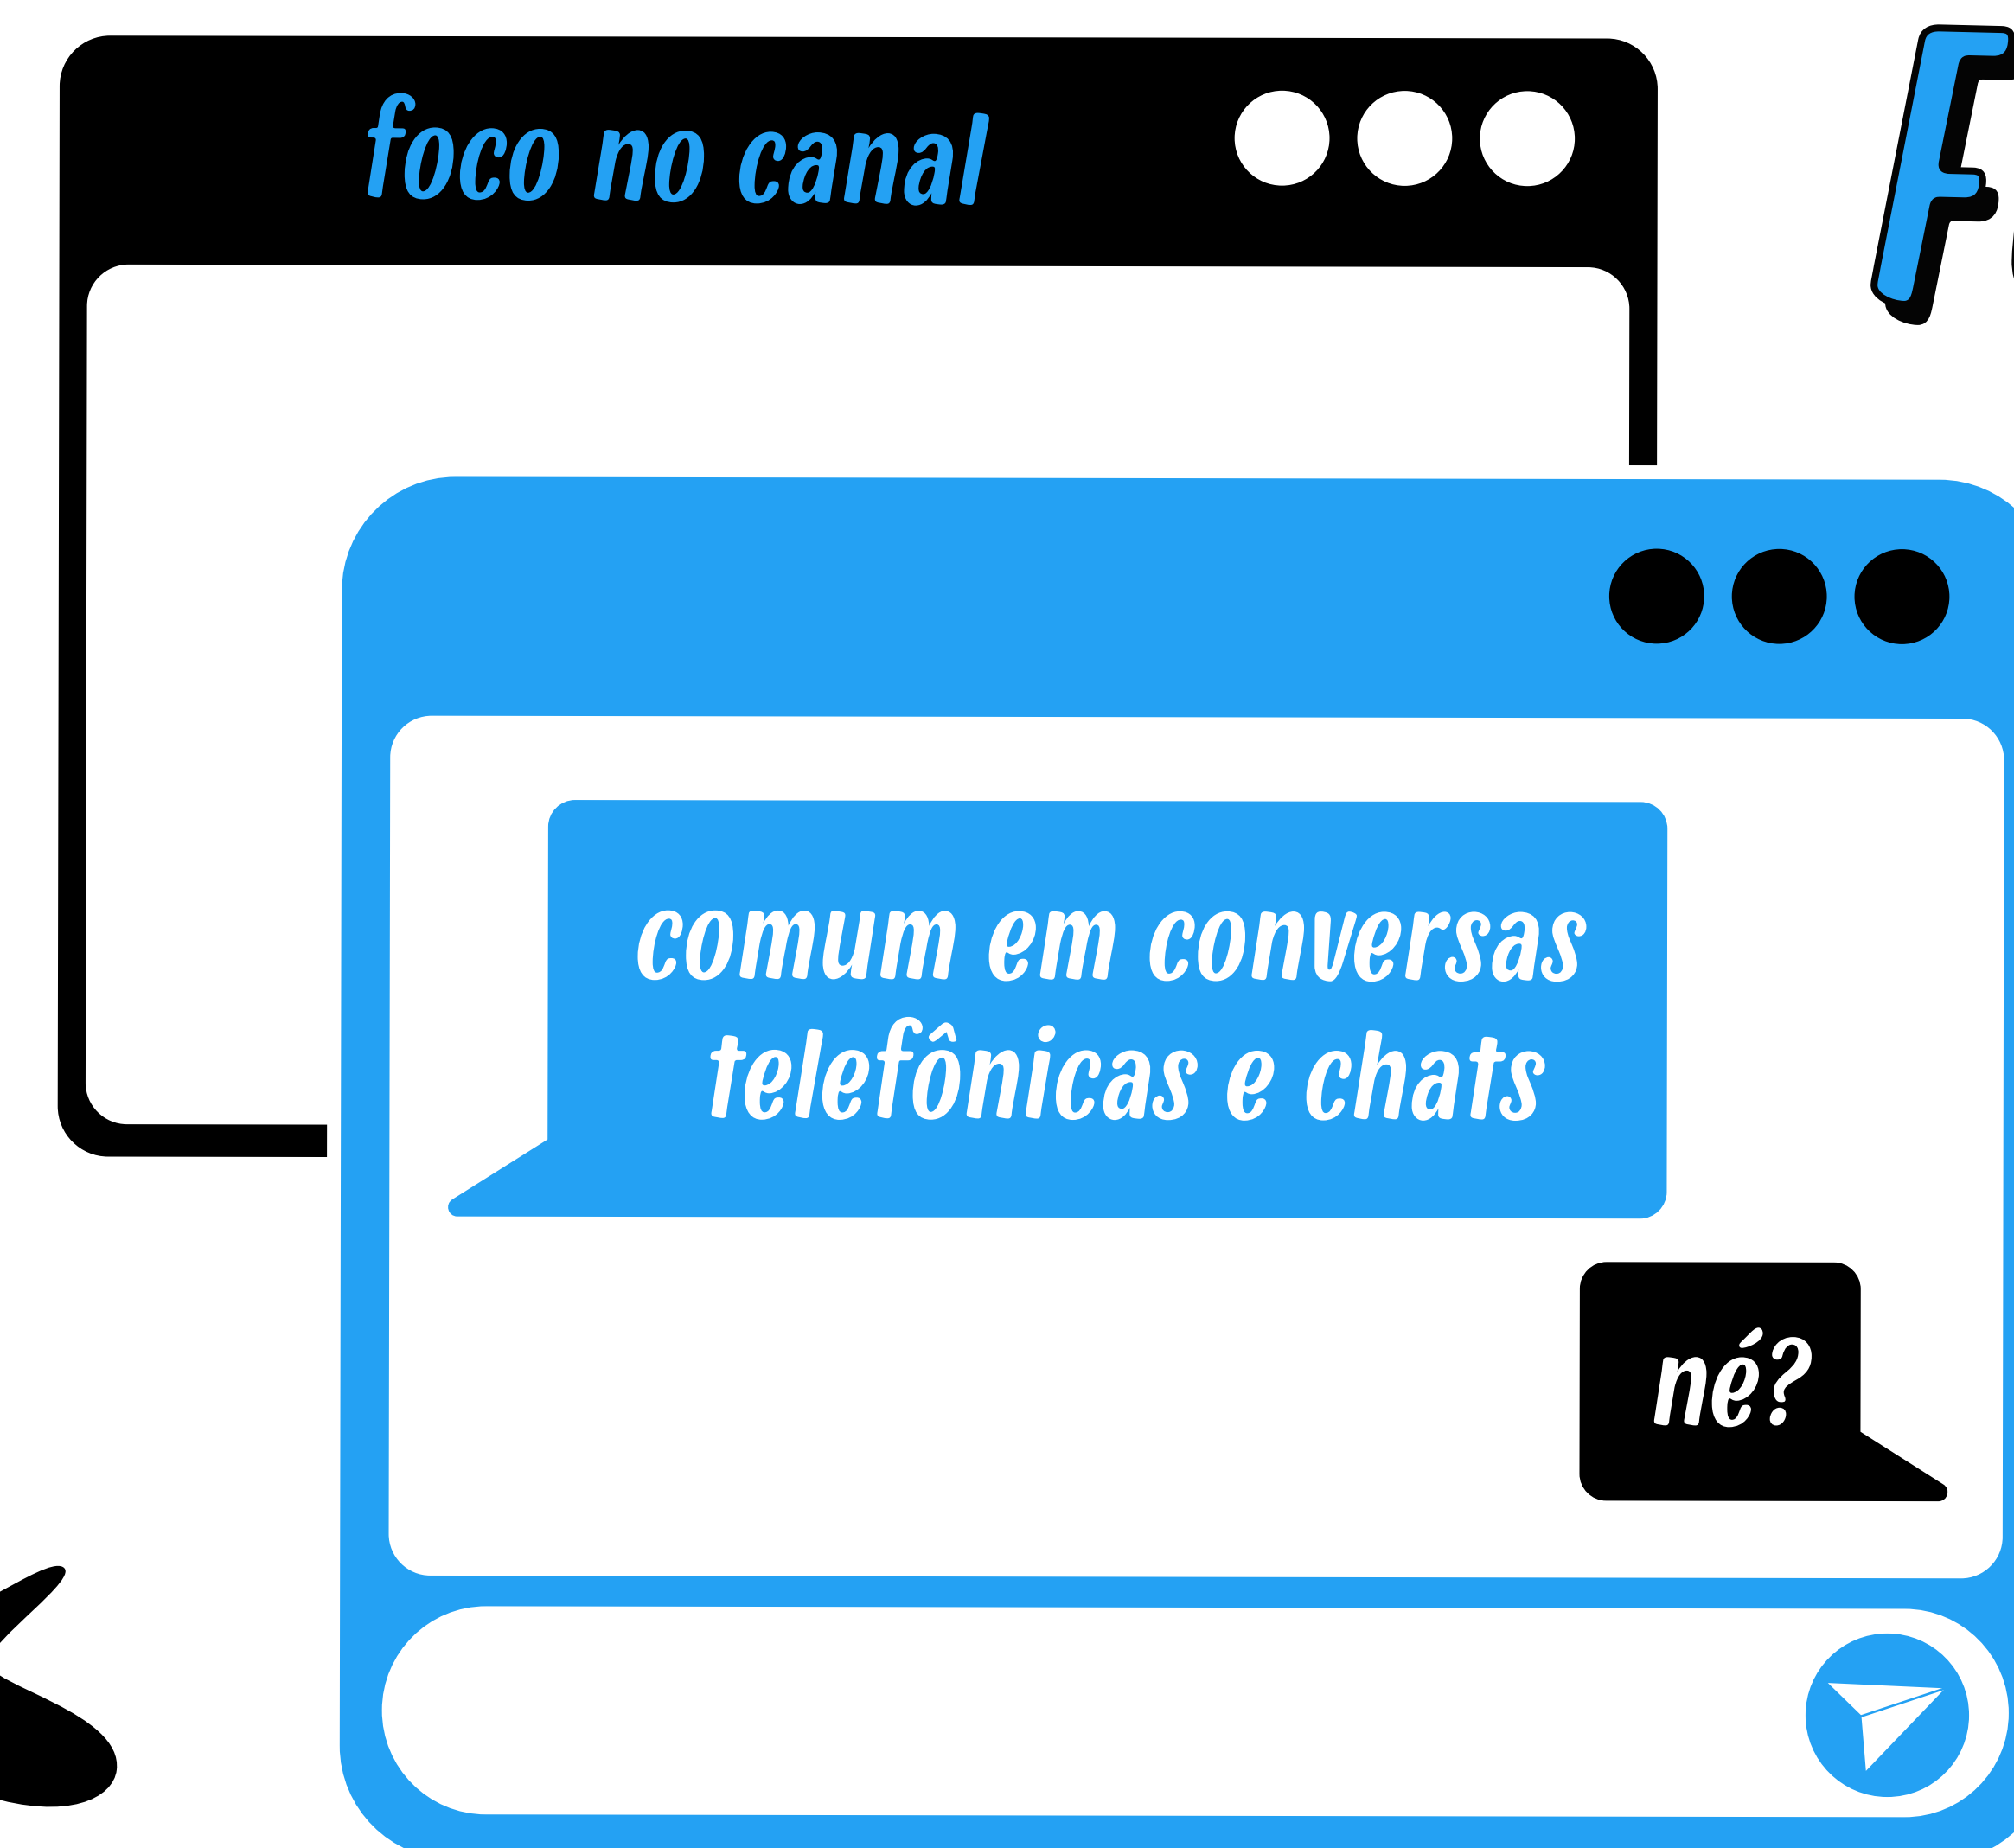 foco no canal
F
comum em conversas
telefônicas e chats
né?